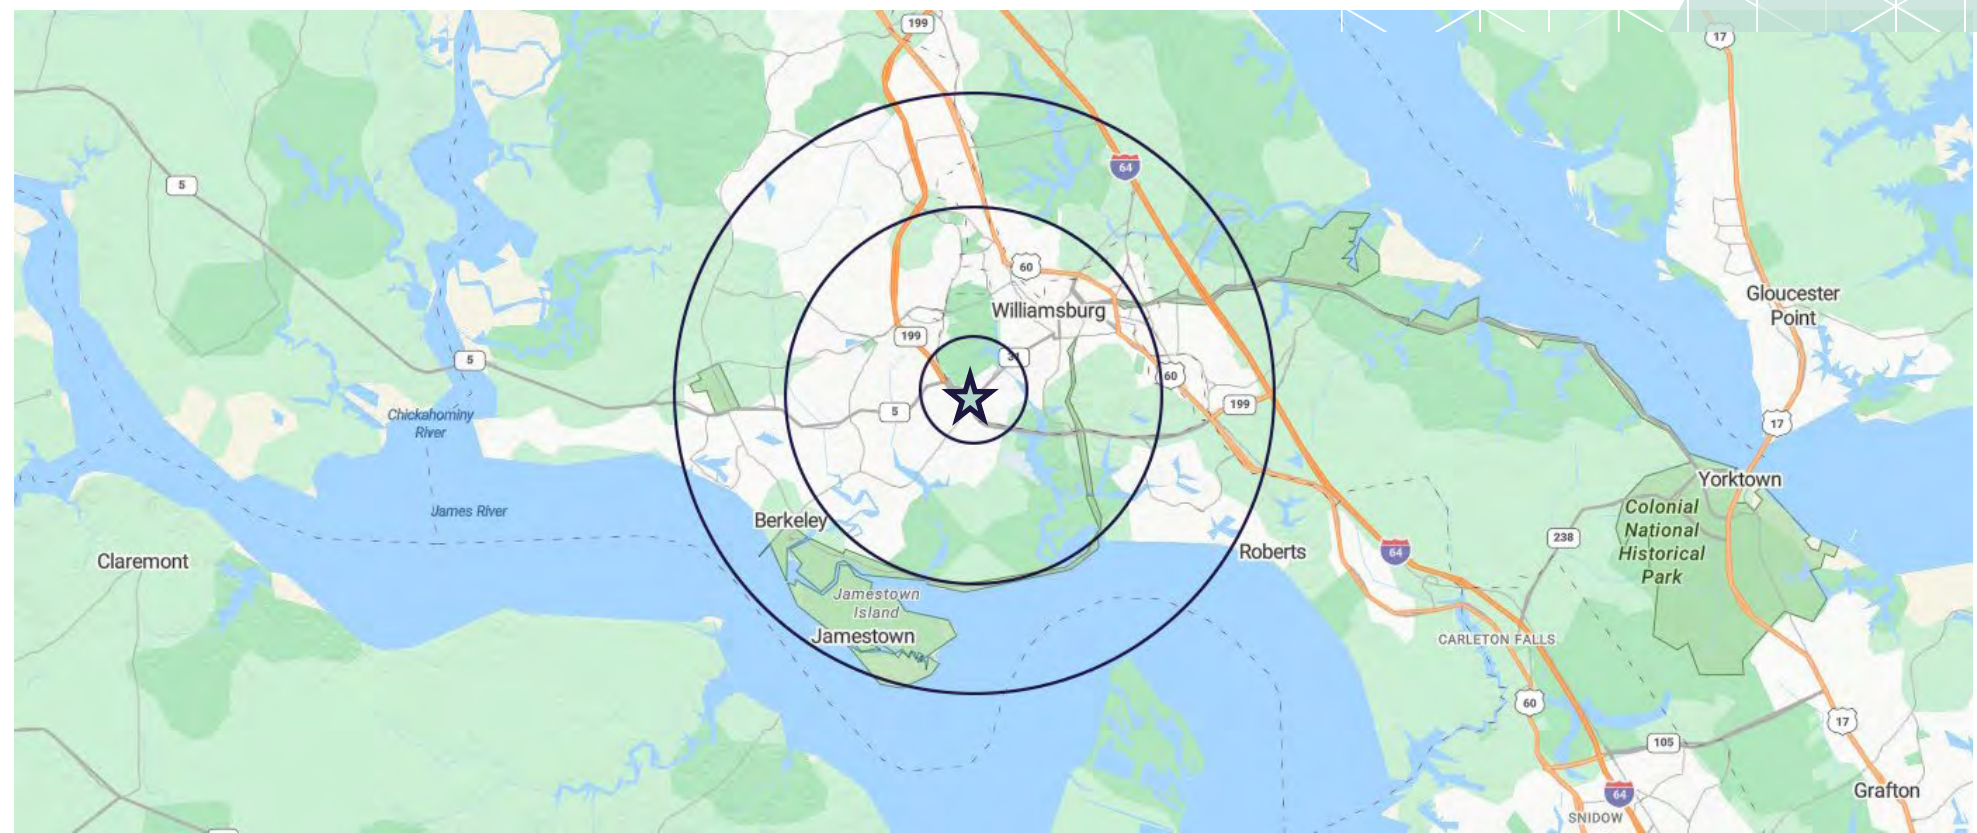 199
17
64
5
60
Williamsburg
Gloucester
Point
199
31
5
60
199
5
Chickahominy
River
17
Yorktown
James River
Berkeley
Colonial
National
Historical
Park
238
Claremont
Roberts
64
Jamestown
Island
Jamestown
CARLETON FALLS
60
17
105
64
Grafton
SNIDOW